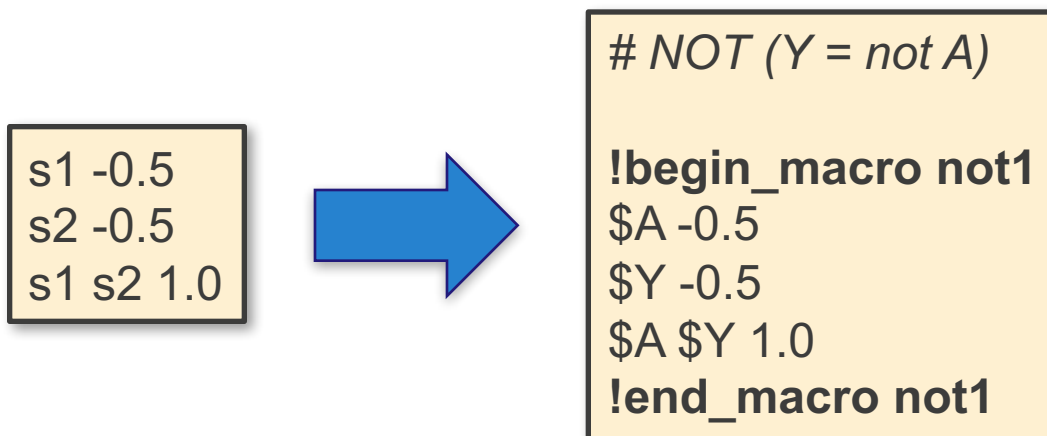 s1 -0.5
s2 -0.5
s1 s2 1.0
# NOT (Y = not A)
!begin_macro not1
$A -0.5
$Y -0.5
$A $Y 1.0
!end_macro not1